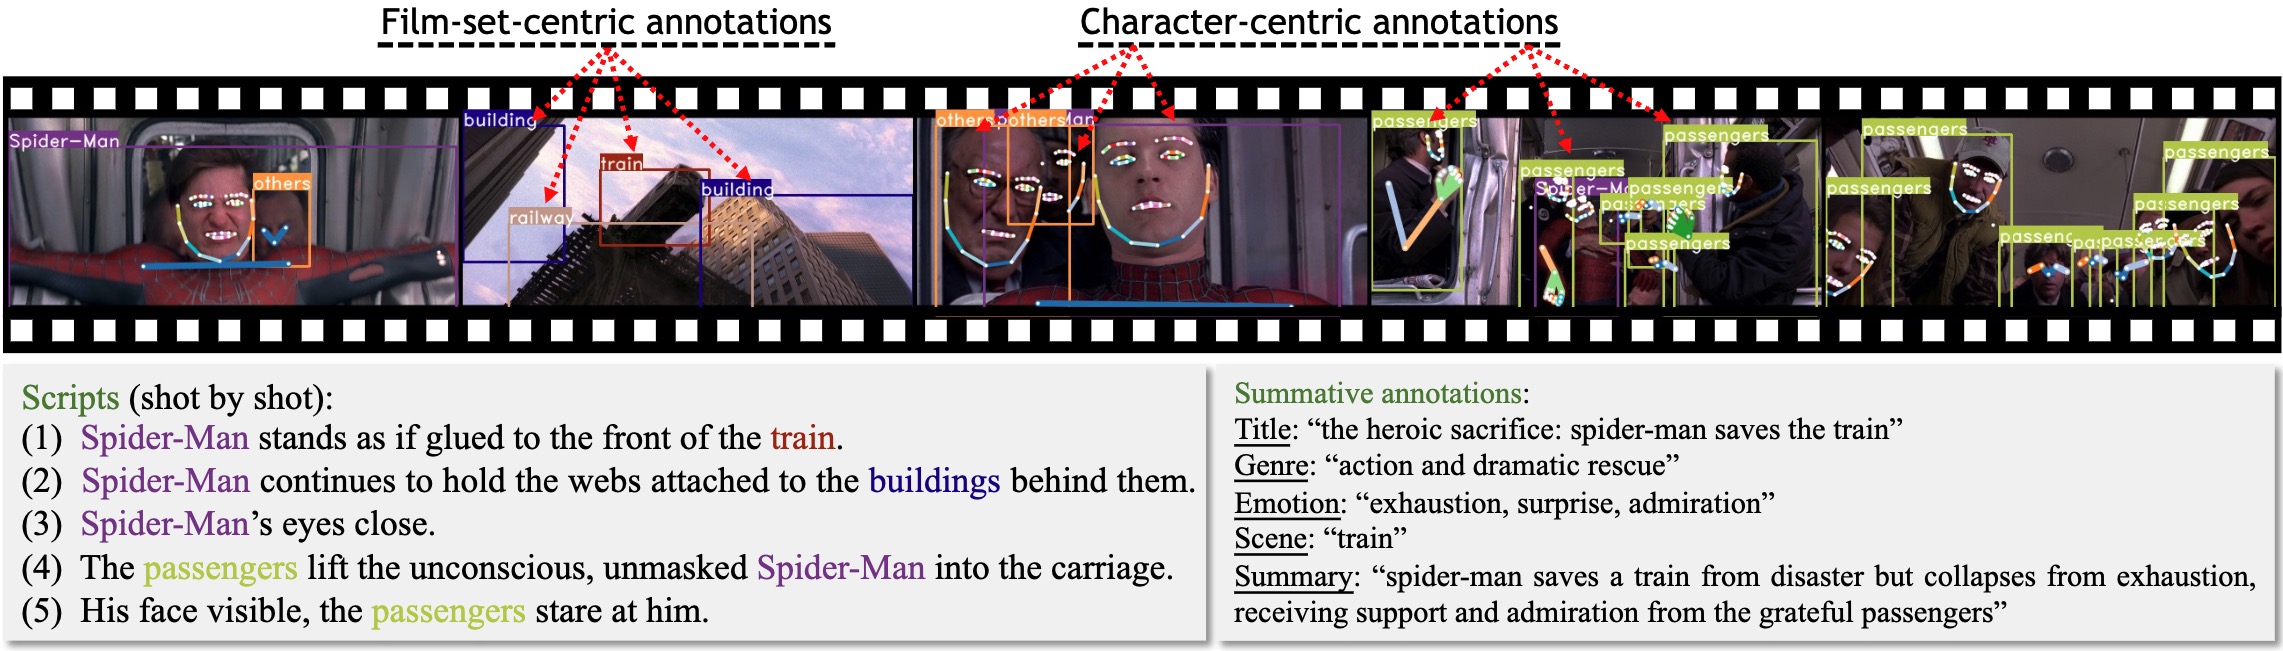 Film-set-centric annotations
Character-centric annotations
Spider-Man
others
building
train
building
railway
others
others
passengers
passengers
passengers
passengers
passengers
passengers
passengers
passengers
passengers
passengers
Scripts (shot by shot):
(1) Spider-Man stands as if glued to the front of the train.
(2) Spider-Man continues to hold the webs attached to the buildings behind them.
(3) Spider-Man’s eyes close.
(4) The passengers lift the unconscious, unmasked Spider-Man into the carriage.
(5) His face visible, the passengers stare at him.
Summative annotations:
Title: “the heroic sacrifice: spider-man saves the train”
Genre: “action and dramatic rescue”
Emotion: “exhaustion, surprise, admiration”
Scene: “train”
Summary: “spider-man saves a train from disaster but collapses from exhaustion,
receiving support and admiration from the grateful passengers”